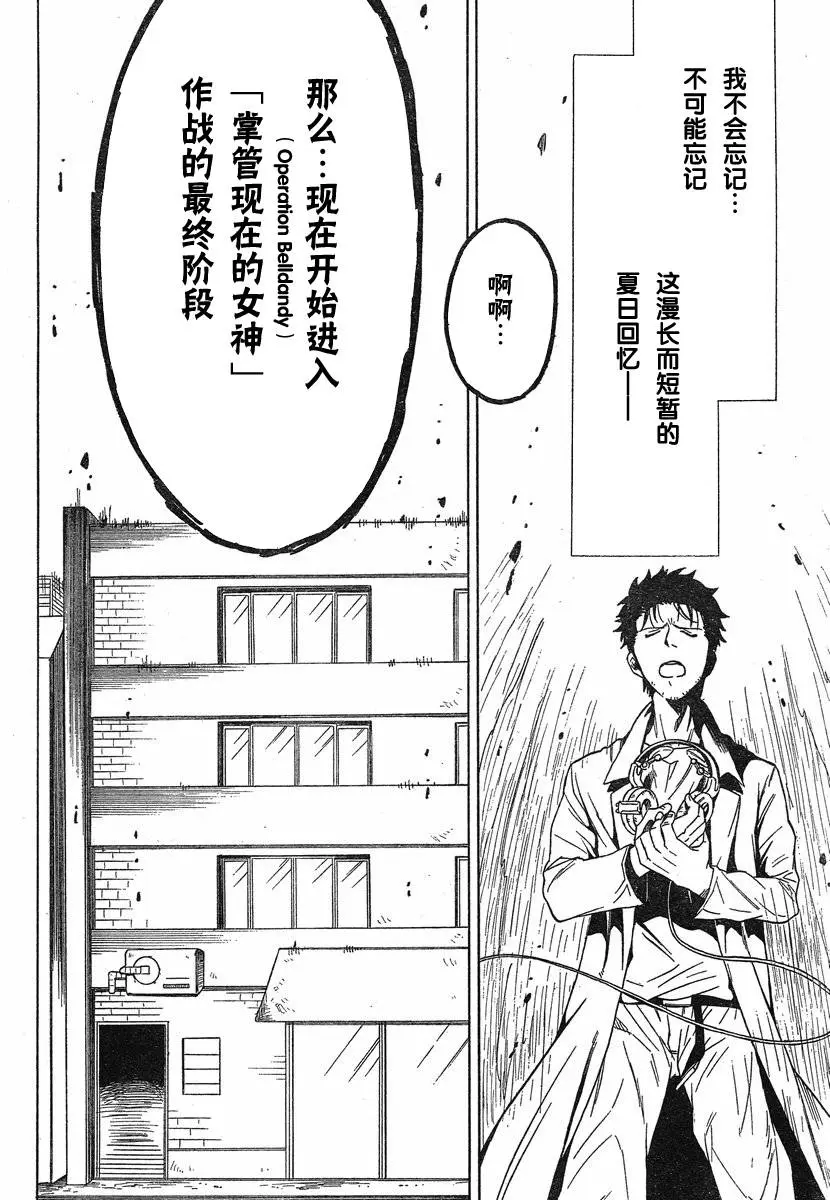 我不会忘记…
不可能忘记
这漫长而短暂的
夏日回忆——
啊啊…
那么…现在开始进入
「掌管现在的女神」
(Operation Belldandy)
作战的最终阶段